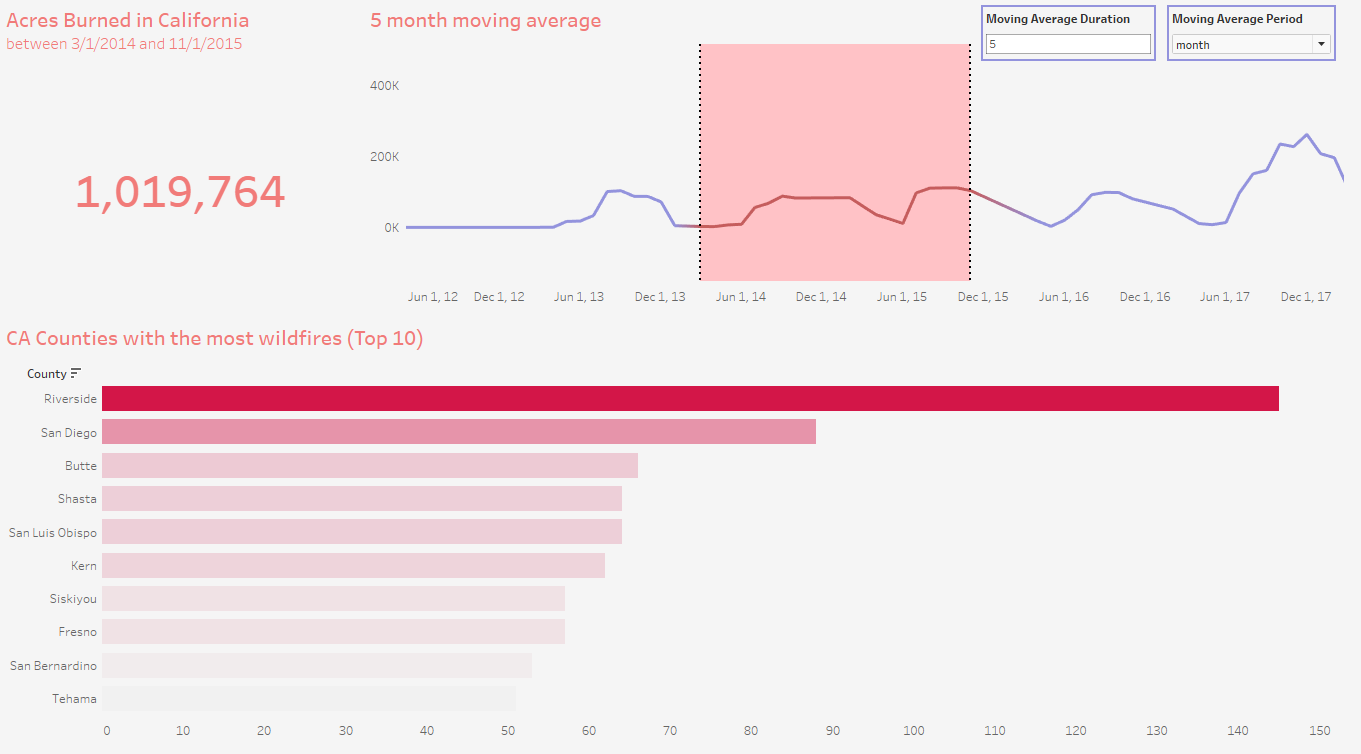 Acres Burned in California
between 3/1/2014 and 11/1/2015
1,019,764
5 month moving average
Moving Average Duration
5
Moving Average Period
month
400K
200K
0K
Jun 1, 12 Dec 1, 12 Jun 1, 13 Dec 1, 13 Jun 1, 14 Dec 1, 14 Jun 1, 15 Dec 1, 15 Jun 1, 16 Dec 1, 16 Jun 1, 17 Dec 1, 17
CA Counties with the most wildfires (Top 10)
County
Riverside
San Diego
Butte
Shasta
San Luis Obispo
Kern
Siskiyou
Fresno
San Bernardino
Tehama
0 10 20 30 40 50 60 70 80 90 100 110 120 130 140 150